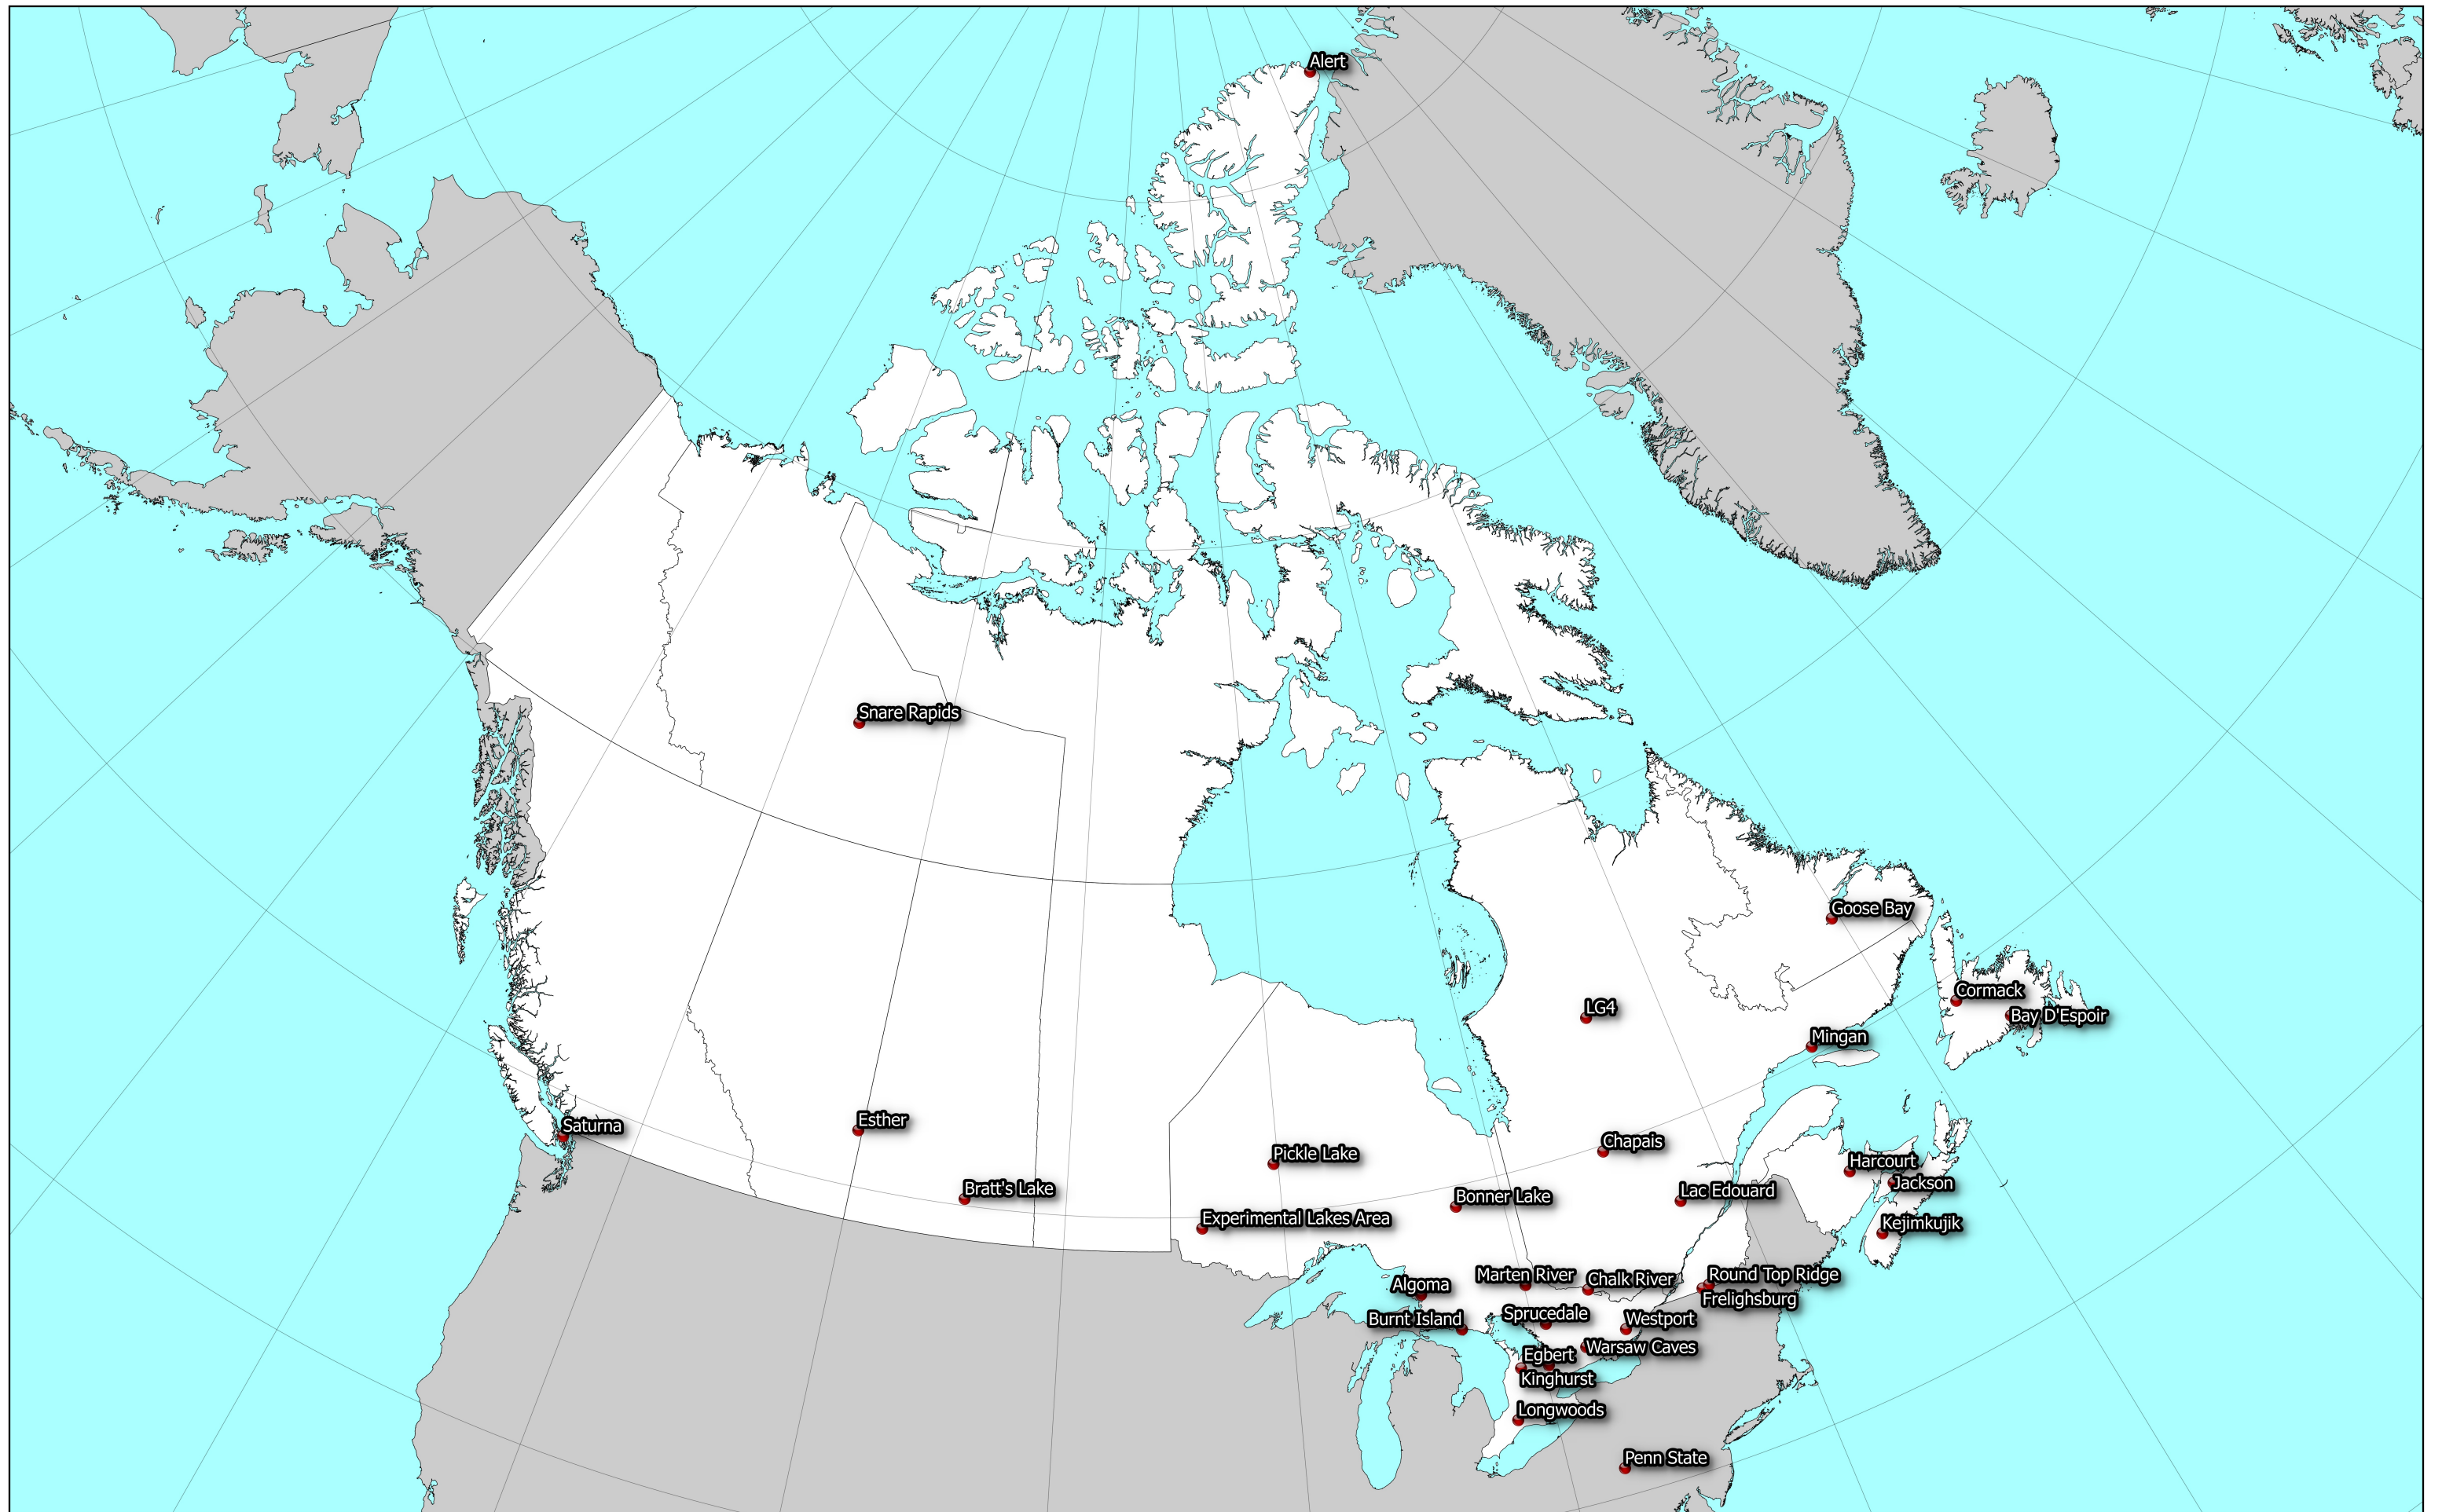 Alert
Snare Rapids
Goose Bay
Cormack
LG4
Bay D'Espoir
Mingan
Esther
Saturna
Chapais
Pickle Lake
Harcourt
Jackson
Bratt's Lake
Lac Edouard
Bonner Lake
Experimental Lakes Area
Kejimkujik
Marten River
Round Top Ridge
Chalk River
Algoma
Frelighsburg
Sprucedale
Burnt Island
Westport
Warsaw Caves
Egbert
Kinghurst
Longwoods
Penn State